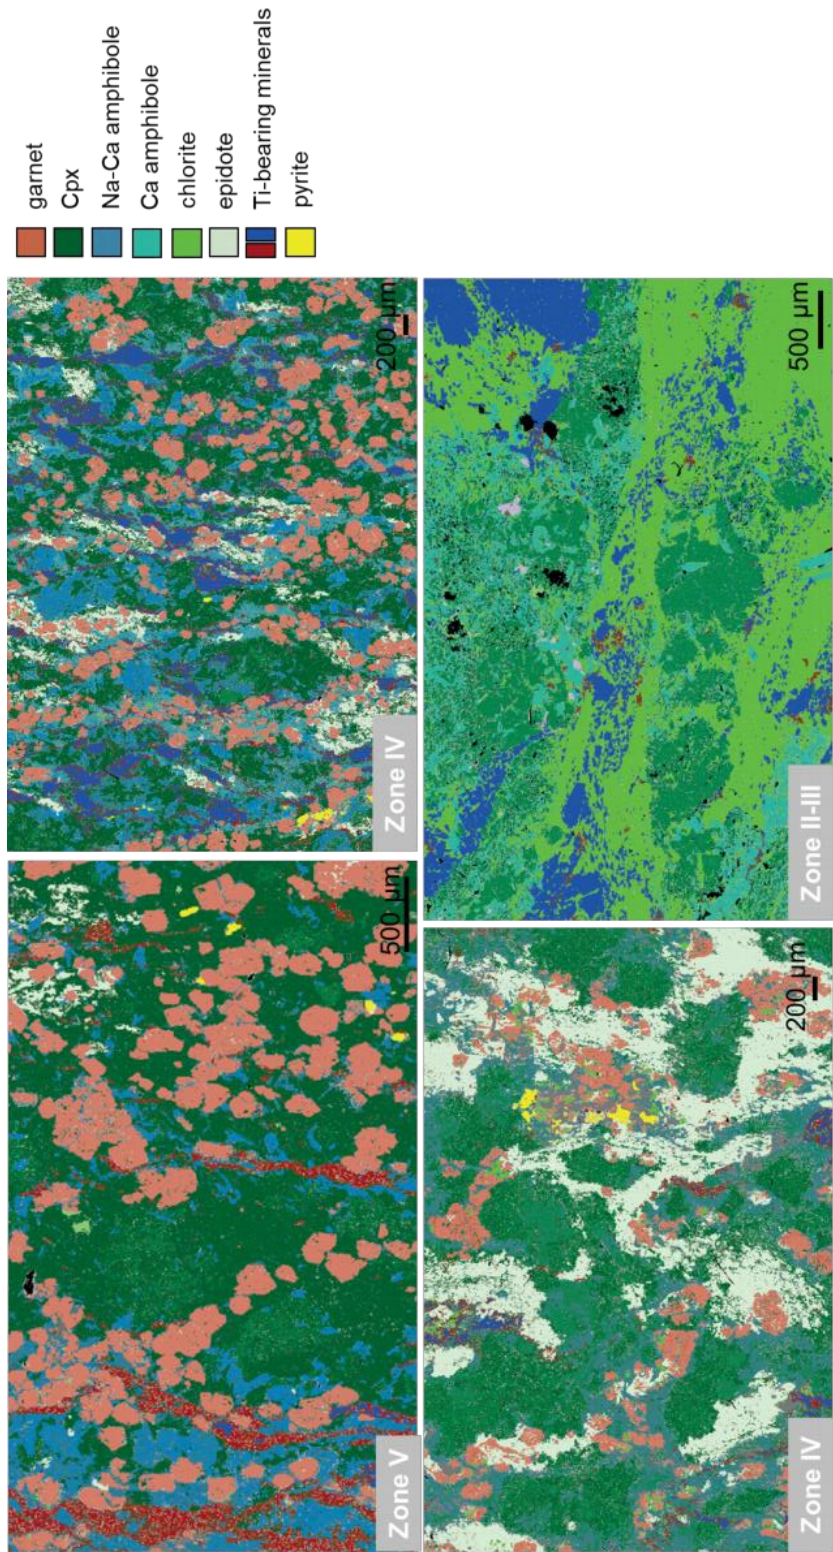 garnet
Cpx
Na-Ca amphibole
Ca amphibole
chlorite
epidote
Ti-bearing minerals
pyrite
Zone V
500 µm
Zone IV
200 µm
Zone IV
200 µm
Zone II-III
500 µm